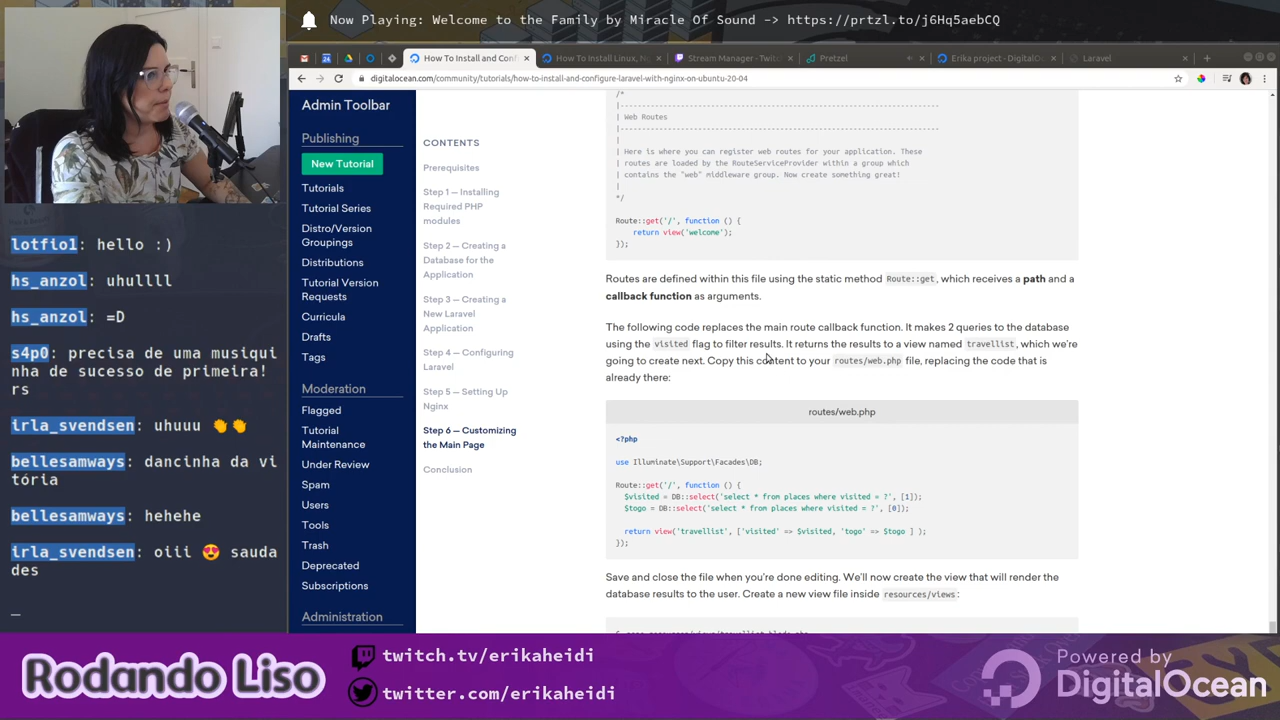 Now Playing: Welcome to the Family by Miracle Of Sound -> https://prtzl.to/j6Hq5aebCQ
How To Install and Conf
How To Install Linux, N
Stream Manager - Twitch
Pretzel
Erika project - DigitalO
Laravel
digitalocean.com/community/tutorials/how-to-install-and-configure-laravel-with-nginx-on-ubuntu-20-04
lotfio1: hello :)
hs_anzol: uhulll
hs_anzol: =D
s4p0: precisa de uma musiqui
nha de sucesso de primeira!
rs
irla_svendsen: uhuuu 👏👏
bellesamways: dancinha da vi
tória
bellesamways: hehehe
irla_svendsen: oiii 😍 sauda
des
Admin Toolbar
Publishing
New Tutorial
Tutorials
Tutorial Series
Distro/Version
Groupings
Distributions
Tutorial Version
Requests
Curricula
Drafts
Tags
Moderation
Flagged
Tutorial
Maintenance
Under Review
Spam
Users
Tools
Trash
Deprecated
Subscriptions
Administration
CONTENTS
Prerequisites
Step 1 — Installing
Required PHP
modules
Step 2 — Creating a
Database for the
Application
Step 3 — Creating a
New Laravel
Application
Step 4 — Configuring
Laravel
Step 5 — Setting Up
Nginx
Step 6 — Customizing
the Main Page
Conclusion
/*
|--------------------------------------------------------------------------
| Web Routes
|--------------------------------------------------------------------------
|
| Here is where you can register web routes for your application. These
| routes are loaded by the RouteServiceProvider within a group which
| contains the "web" middleware group. Now create something great!
|
*/
Route::get('/', function () {
    return view('welcome');
});
Routes are defined within this file using the static method Route::get, which receives a path and a
callback function as arguments.
The following code replaces the main route callback function. It makes 2 queries to the database
using the visited flag to filter results. It returns the results to a view named travellist, which we're
going to create next. Copy this content to your routes/web.php file, replacing the code that is
already there:
routes/web.php
<?php
use Illuminate\Support\Facades\DB;
Route::get('/', function () {
  $visited = DB::select('select * from places where visited = ?', [1]);
  $togo = DB::select('select * from places where visited = ?', [0]);
  return view('travellist', ['visited' => $visited, 'togo' => $togo ] );
});
Save and close the file when you're done editing. We'll now create the view that will render the
database results to the user. Create a new view file inside resources/views:
Rodando Liso
twitch.tv/erikaheidi
twitter.com/erikaheidi
Powered by
DigitalOcean